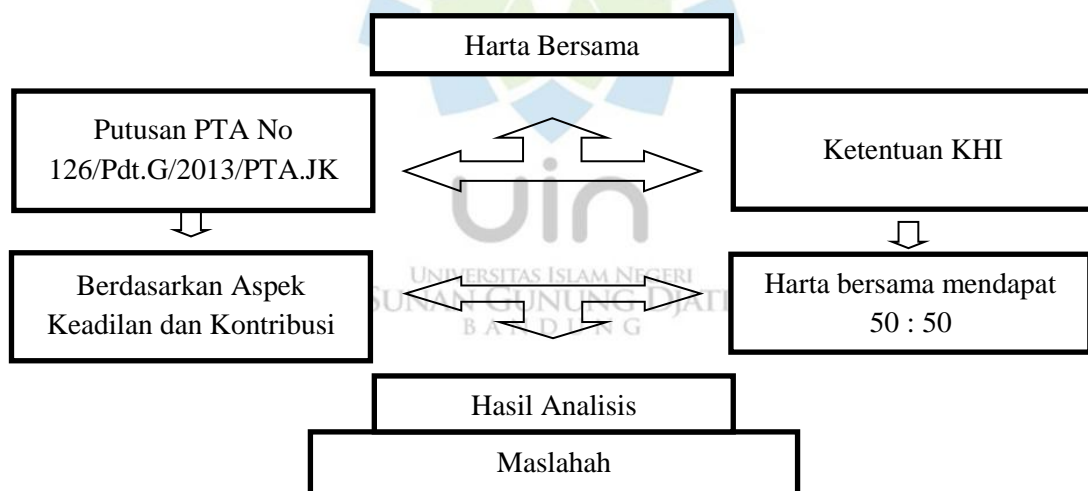 Harta Bersama
Putusan PTA No
126/Pdt.G/2013/PTA.JK
Ketentuan KHI
uin
UNIVERSITAS ISLAM NEGERI
SUNAN GUNUNG DJATI
BANDUNG
Berdasarkan Aspek
Keadilan dan Kontribusi
Harta bersama mendapat
50 : 50
Hasil Analisis
Maslahah